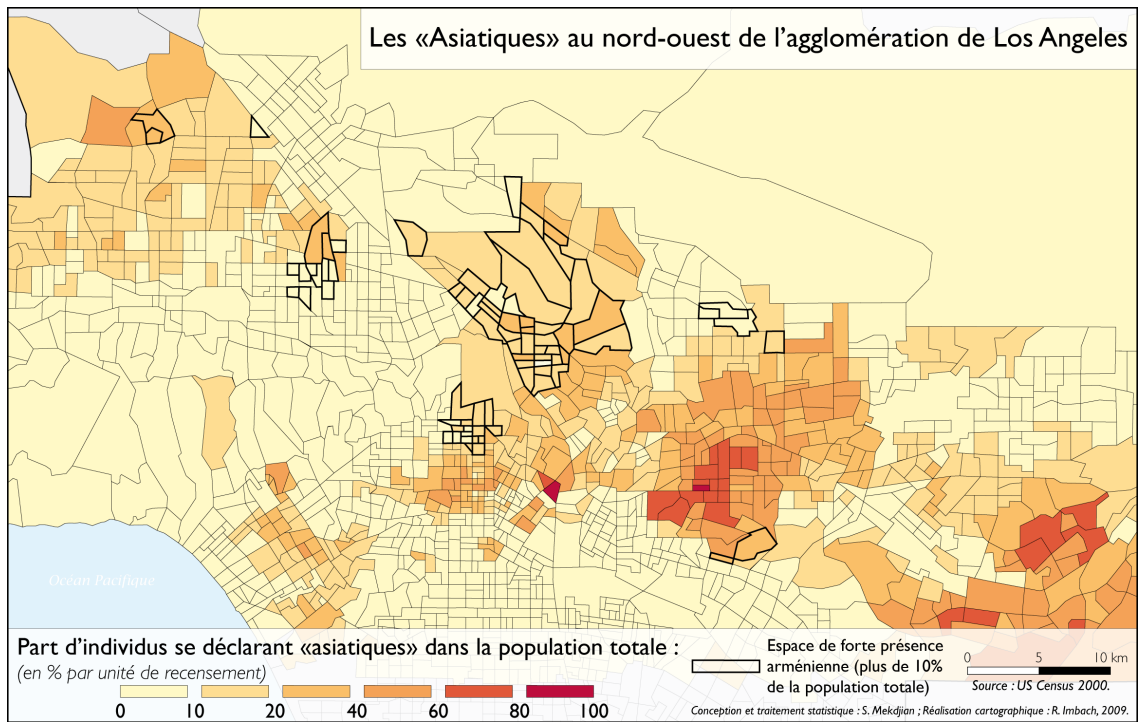 Les «Asiatiques» au nord-ouest de l'agglomération de Los Angeles
Ocean Pacifique
Part d'individus se déclarant «asiatiques» dans la population totale :
(en % par unité de recensement)
0 10 20 40 60 80 100
Espace de forte présence
arménienne (plus de 10%
de la population totale)
0 5 10 km
Source : US Census 2000.
Conception et traitement statistique : S. Mekdjian ; Réalisation cartographique : R. Imbach, 2009.